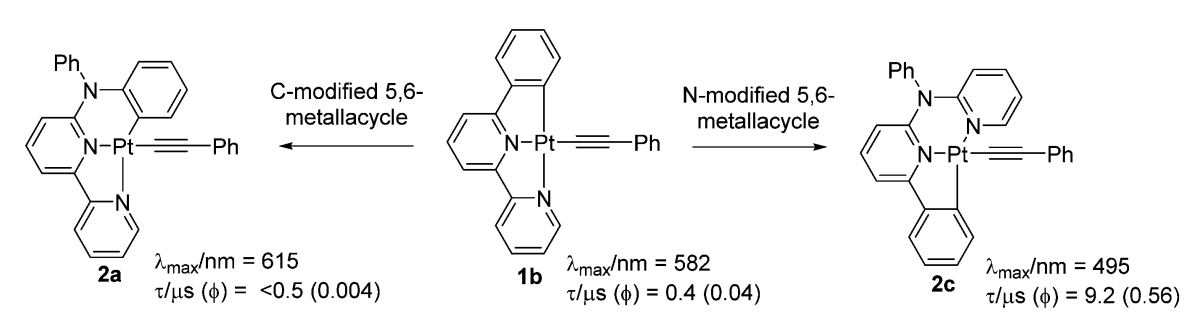 Ph
N
N
Pt
Ph
N
2a
λmax/nm = 615
τ/μs (ϕ) = <0.5 (0.004)
C-modified 5,6-
metallacycle
N
Pt
Ph
N
1b
λmax/nm = 582
τ/μs (ϕ) = 0.4 (0.04)
N-modified 5,6-
metallacycle
Ph
N
N
N
Pt
Ph
2c
λmax/nm = 495
τ/μs (ϕ) = 9.2 (0.56)